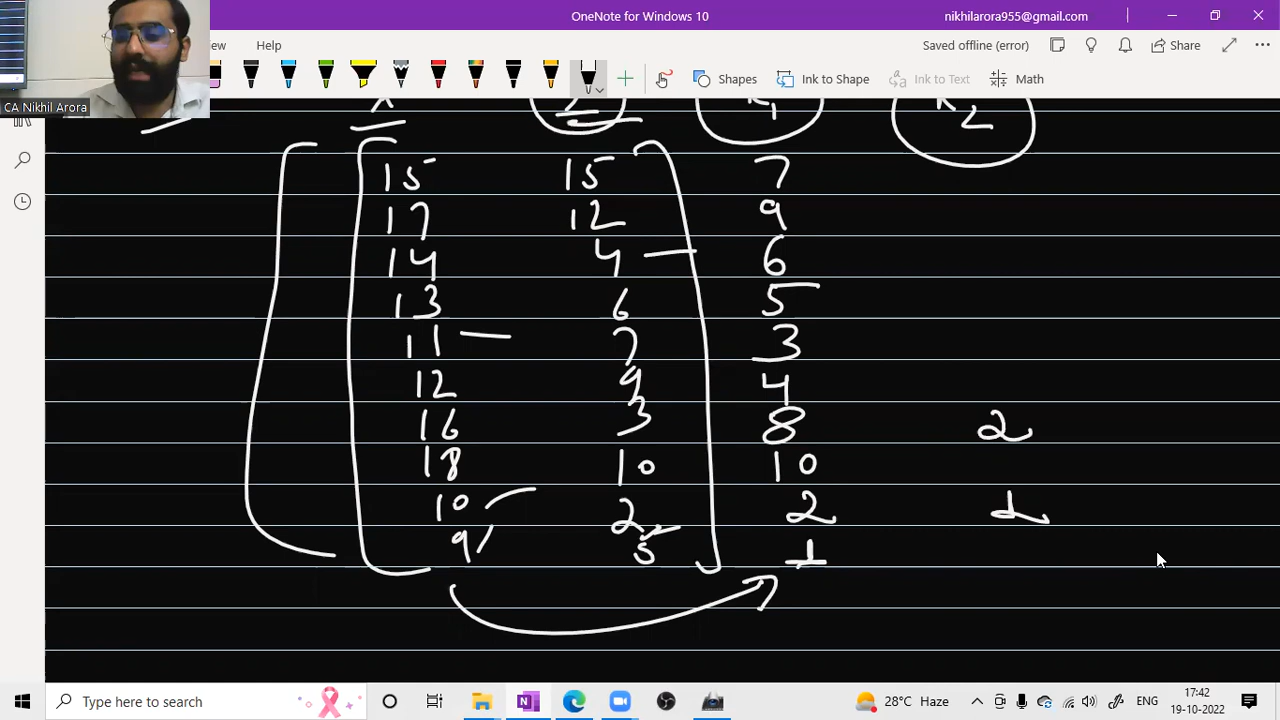 OneNote for Windows 10
nikhilarora955@gmail.com
Help
Saved offline (error)
Share
Shapes
Ink to Shape
Ink to Text
Math
CA Nikhil Arora
15 15 7
17 12 9
14 4 6
13 6 5
11 7 3
12 9 4
16 3 8 2
18 10 10
10 2 2 1
9 5 1
Type here to search
28°C Haze
ENG
17:42
19-10-2022